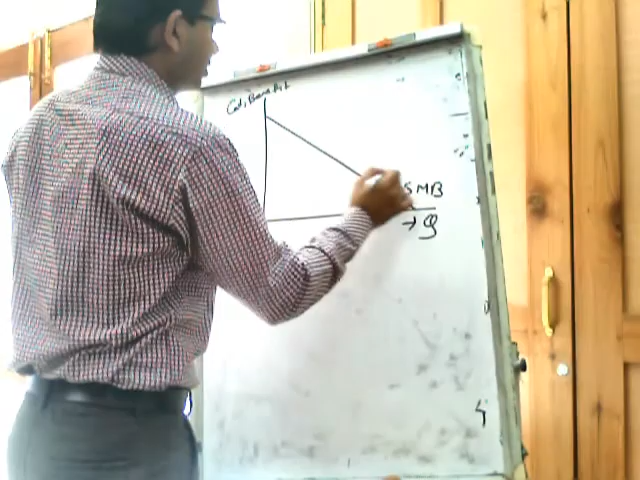 Cost, Benefit
SMB
→ Q